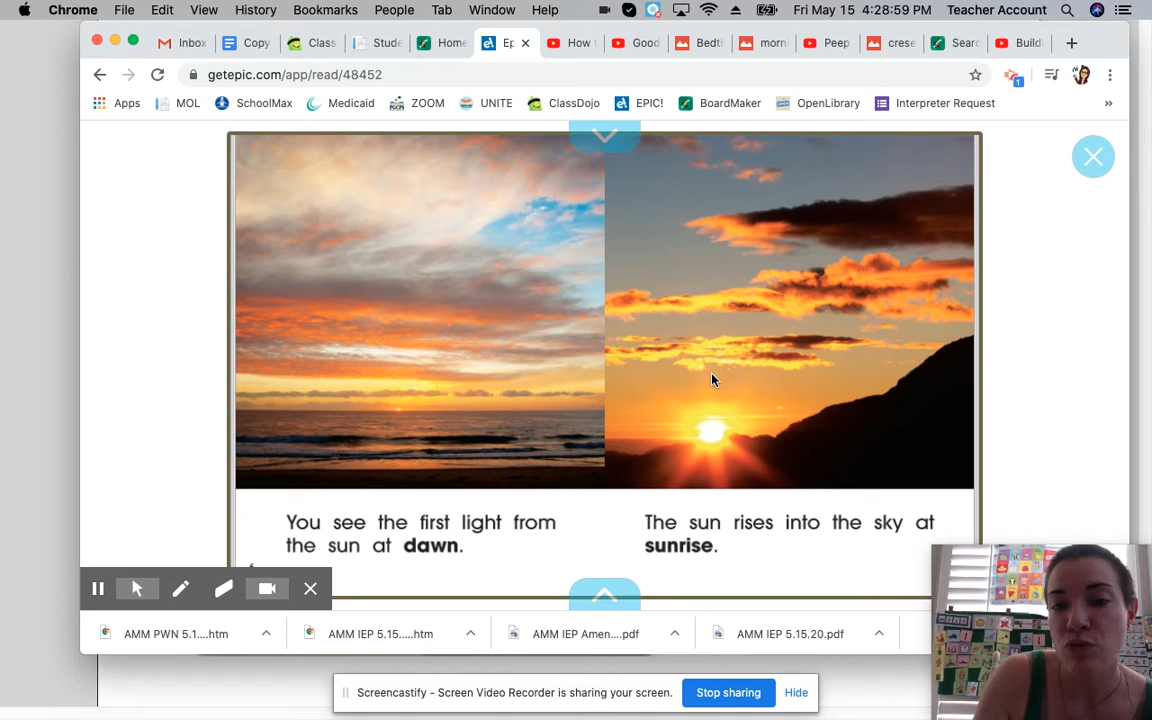 Chrome File Edit View History Bookmarks People Tab Window Help Fri May 15 4:28:59 PM Teacher Account
Inbox Copy Class Stude Home Ep How Good Bedti morn Peep crese Searc Buildi
getepic.com/app/read/48452
Apps MOL SchoolMax Medicaid ZOOM UNITE ClassDojo EPIC! BoardMaker OpenLibrary Interpreter Request »
You see the first light from
the sun at dawn.
The sun rises into the sky at
sunrise.
AMM PWN 5.1....htm AMM IEP 5.15.....htm AMM IEP Amen....pdf AMM IEP 5.15.20.pdf
Screencastify - Screen Video Recorder is sharing your screen. Stop sharing Hide